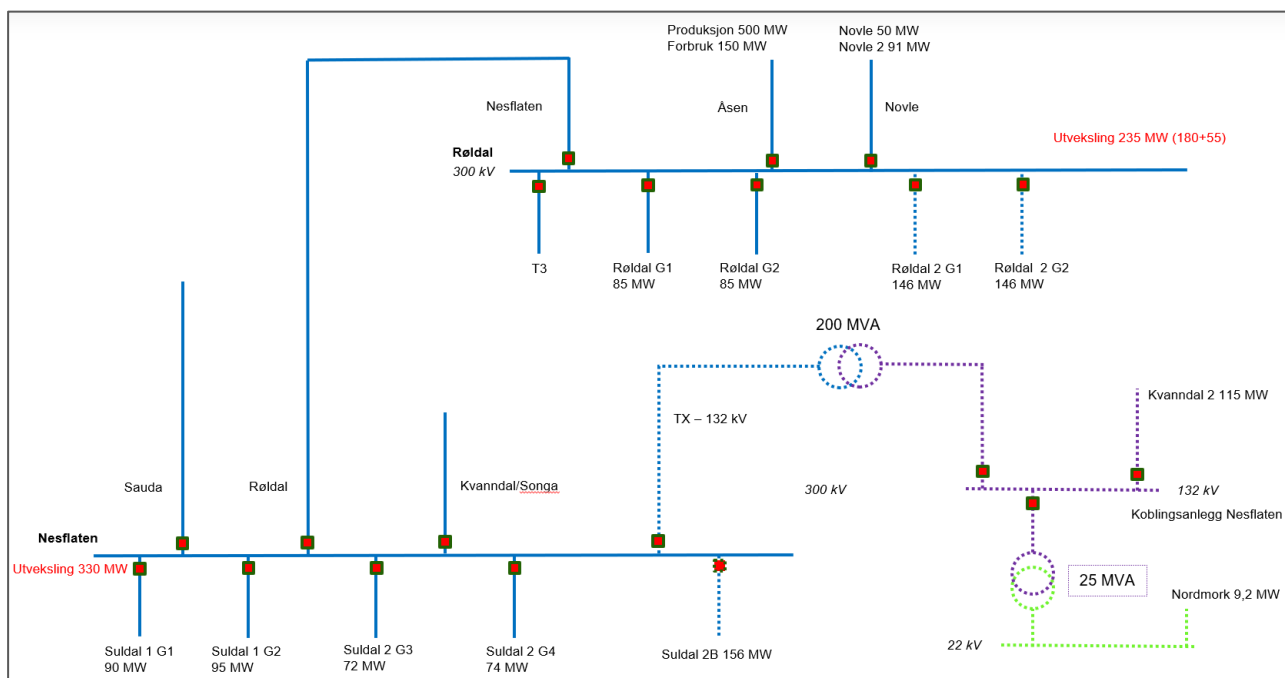 Produksjon 500 MW
Forbruk 150 MW
Novle 50 MW
Novle 2 91 MW
Nesflaten
Åsen
Novle
Utveksling 235 MW (180+55)
Røldal
300 kV
T3
Røldal G1
85 MW
Røldal G2
85 MW
Røldal 2 G1
146 MW
Røldal 2 G2
146 MW
200 MVA
TX – 132 kV
Kvanndal 2 115 MW
Sauda
Røldal
Kvanndal/Songa
300 kV
132 kV
Koblingsanlegg Nesflaten
Nesflaten
Utveksling 330 MW
25 MVA
Nordmork 9,2 MW
22 kV
Suldal 1 G1
90 MW
Suldal 1 G2
95 MW
Suldal 2 G3
72 MW
Suldal 2 G4
74 MW
Suldal 2B 156 MW